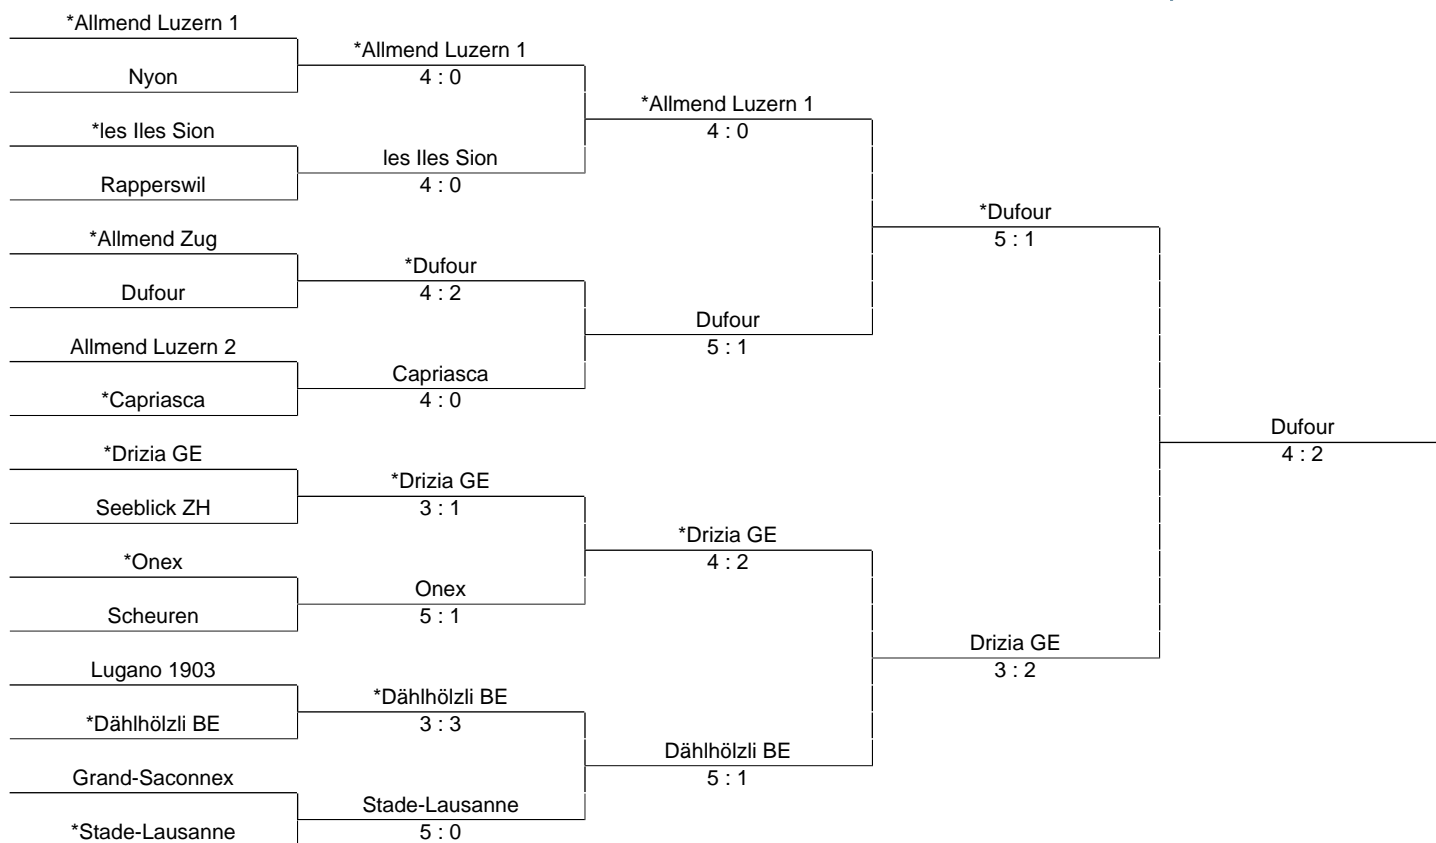 *Allmend Luzern 1
Nyon
*les Iles Sion
Rapperswil
*Allmend Zug
Dufour
Allmend Luzern 2
*Capriasca
*Drizia GE
Seeblick ZH
*Onex
Scheuren
Lugano 1903
*Dählhölzli BE
Grand-Saconnex
*Stade-Lausanne
*Allmend Luzern 1
4 : 0
les Iles Sion
4 : 0
*Dufour
4 : 2
Capriasca
4 : 0
*Drizia GE
3 : 1
Onex
5 : 1
*Dählhölzli BE
3 : 3
Stade-Lausanne
5 : 0
*Allmend Luzern 1
4 : 0
Dufour
5 : 1
*Drizia GE
4 : 2
Dählhölzli BE
5 : 1
*Dufour
5 : 1
Drizia GE
3 : 2
Dufour
4 : 2